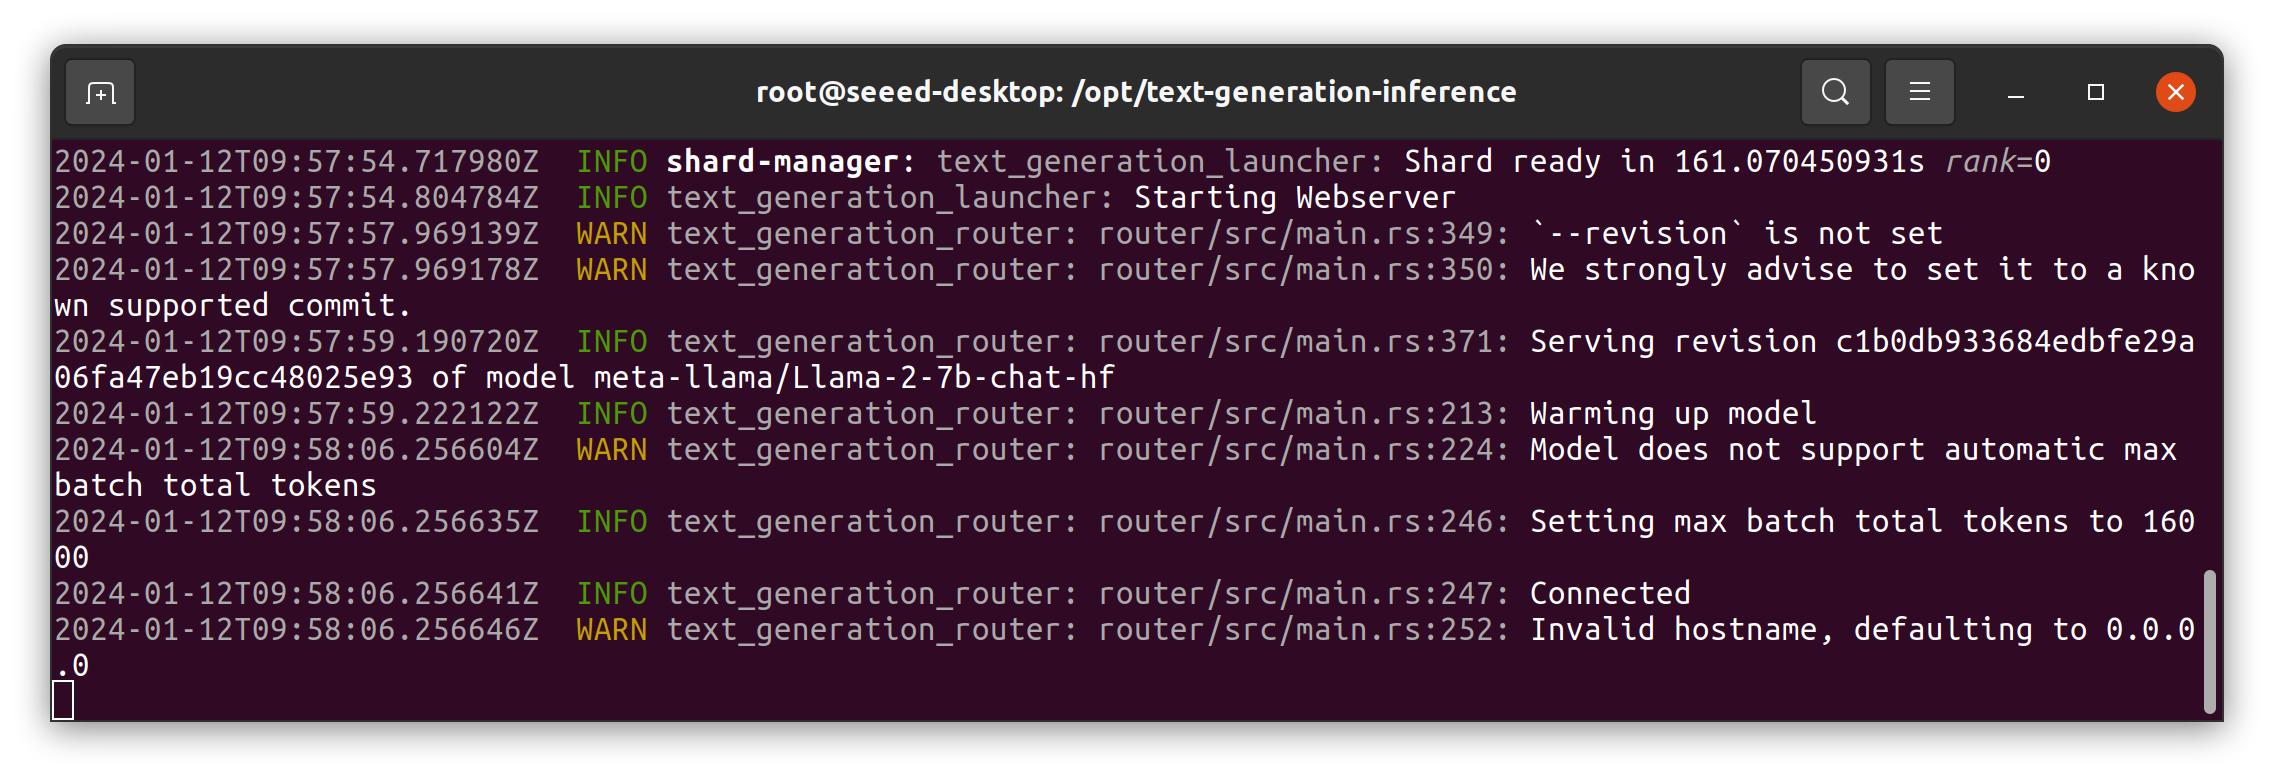 root@seeed-desktop: /opt/text-generation-inference
2024-01-12T09:57:54.717980Z  INFO shard-manager: text_generation_launcher: Shard ready in 161.070450931s rank=0
2024-01-12T09:57:54.804784Z  INFO text_generation_launcher: Starting Webserver
2024-01-12T09:57:57.969139Z  WARN text_generation_router: router/src/main.rs:349: `--revision` is not set
2024-01-12T09:57:57.969178Z  WARN text_generation_router: router/src/main.rs:350: We strongly advise to set it to a kno
wn supported commit.
2024-01-12T09:57:59.190720Z  INFO text_generation_router: router/src/main.rs:371: Serving revision c1b0db933684edbfe29a
06fa47eb19cc48025e93 of model meta-llama/Llama-2-7b-chat-hf
2024-01-12T09:57:59.222122Z  INFO text_generation_router: router/src/main.rs:213: Warming up model
2024-01-12T09:58:06.256604Z  WARN text_generation_router: router/src/main.rs:224: Model does not support automatic max
batch total tokens
2024-01-12T09:58:06.256635Z  INFO text_generation_router: router/src/main.rs:246: Setting max batch total tokens to 160
00
2024-01-12T09:58:06.256641Z  INFO text_generation_router: router/src/main.rs:247: Connected
2024-01-12T09:58:06.256646Z  WARN text_generation_router: router/src/main.rs:252: Invalid hostname, defaulting to 0.0.0
.0